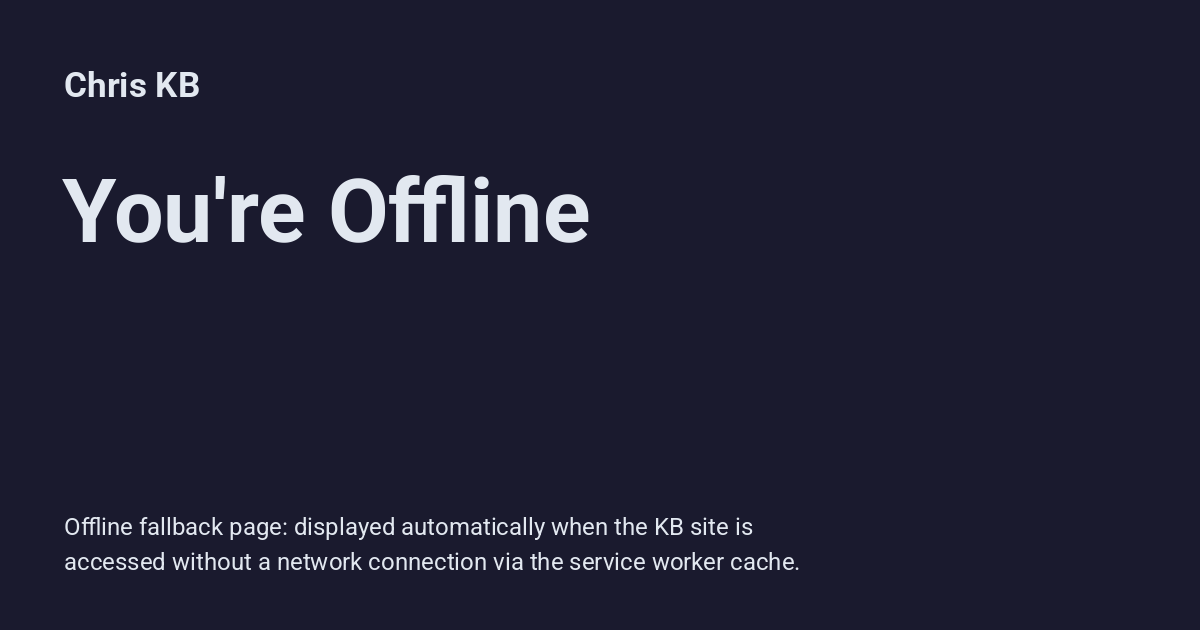 Chris KB
You're Offline
Offline fallback page: displayed automatically when the KB site is
accessed without a network connection via the service worker cache.